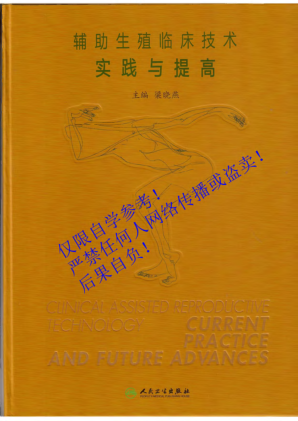 辅助生殖临床技术
实践与提高
主编 梁晓燕
仅限自学参考！
严禁任何人网络传播或盗卖！
后果自负！
CLINICAL ASSISTED REPRODUCTIVE
TECHNOLOGY CURRENT
PRACTICE
AND FUTURE ADVANCES
人民卫生出版社